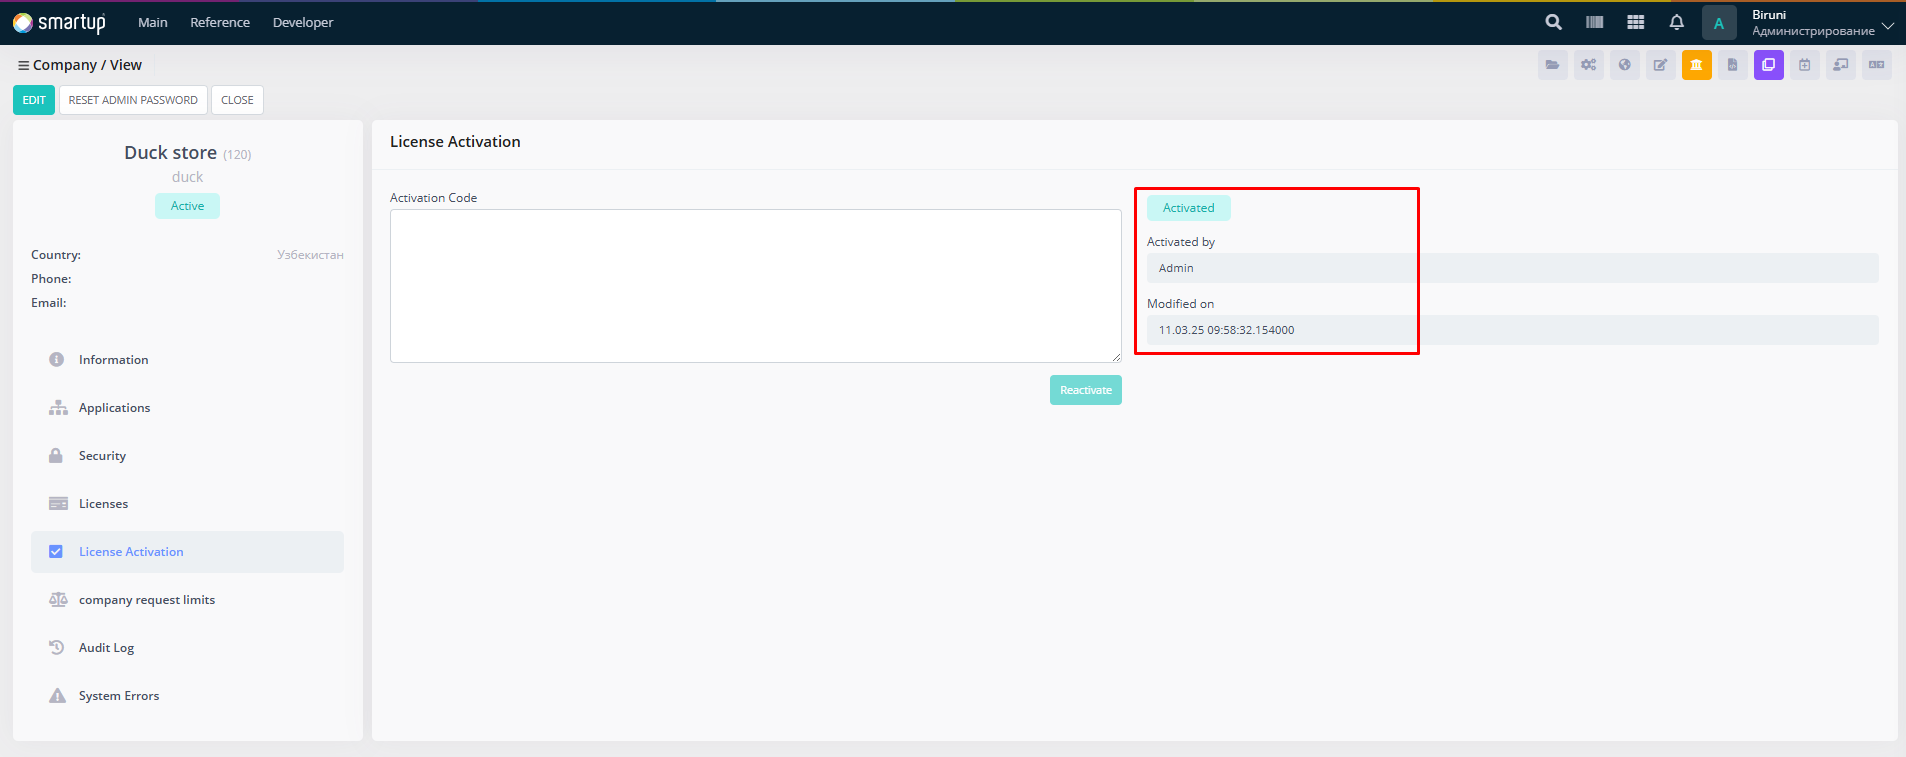 smartup Main Reference Developer
A
Biruni
Администрирование
Company / View
EDIT RESET ADMIN PASSWORD CLOSE
Duck store (120)
duck
Active
Country: Узбекистан
Phone:
Email:
Information
Applications
Security
Licenses
License Activation
company request limits
Audit Log
System Errors
License Activation
Activation Code
Reactivate
Activated
Activated by
Admin
Modified on
11.03.25 09:58:32.154000